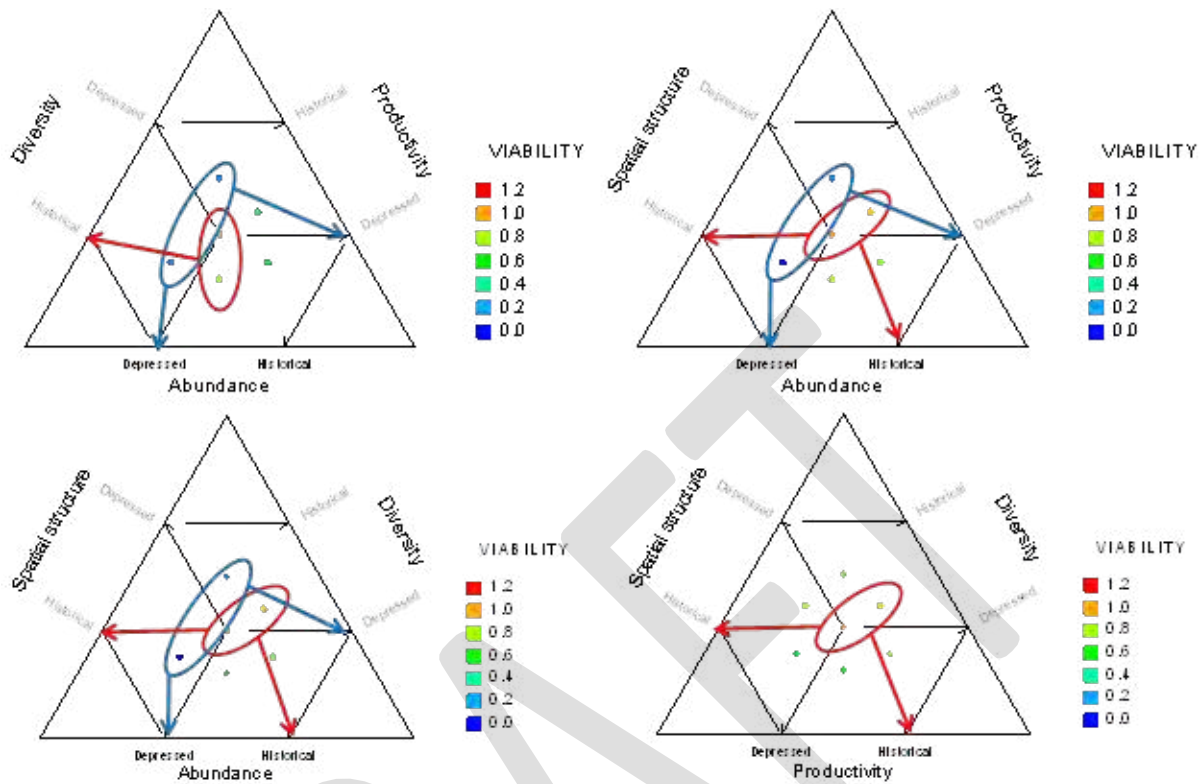 Diversity
Productivity
Depressed
Historical
Historical
Depressed
Depressed
Historical
Abundance
VIABILITY
1.2
1.0
0.8
0.6
0.4
0.2
0.0
Spatial structure
Productivity
Depressed
Historical
Depressed
Depressed
Historical
Abundance
VIABILITY
1.2
1.0
0.8
0.6
0.4
0.2
0.0
Spatial structure
Diversity
Depressed
Historical
Historical
Depressed
Depressed
Historical
Abundance
VIABILITY
1.2
1.0
0.8
0.6
0.4
0.2
0.0
Spatial structure
Diversity
Depressed
Historical
Historical
Depressed
Depressed
Historical
Productivity
VIABILITY
1.2
1.0
0.8
0.6
0.4
0.2
0.0